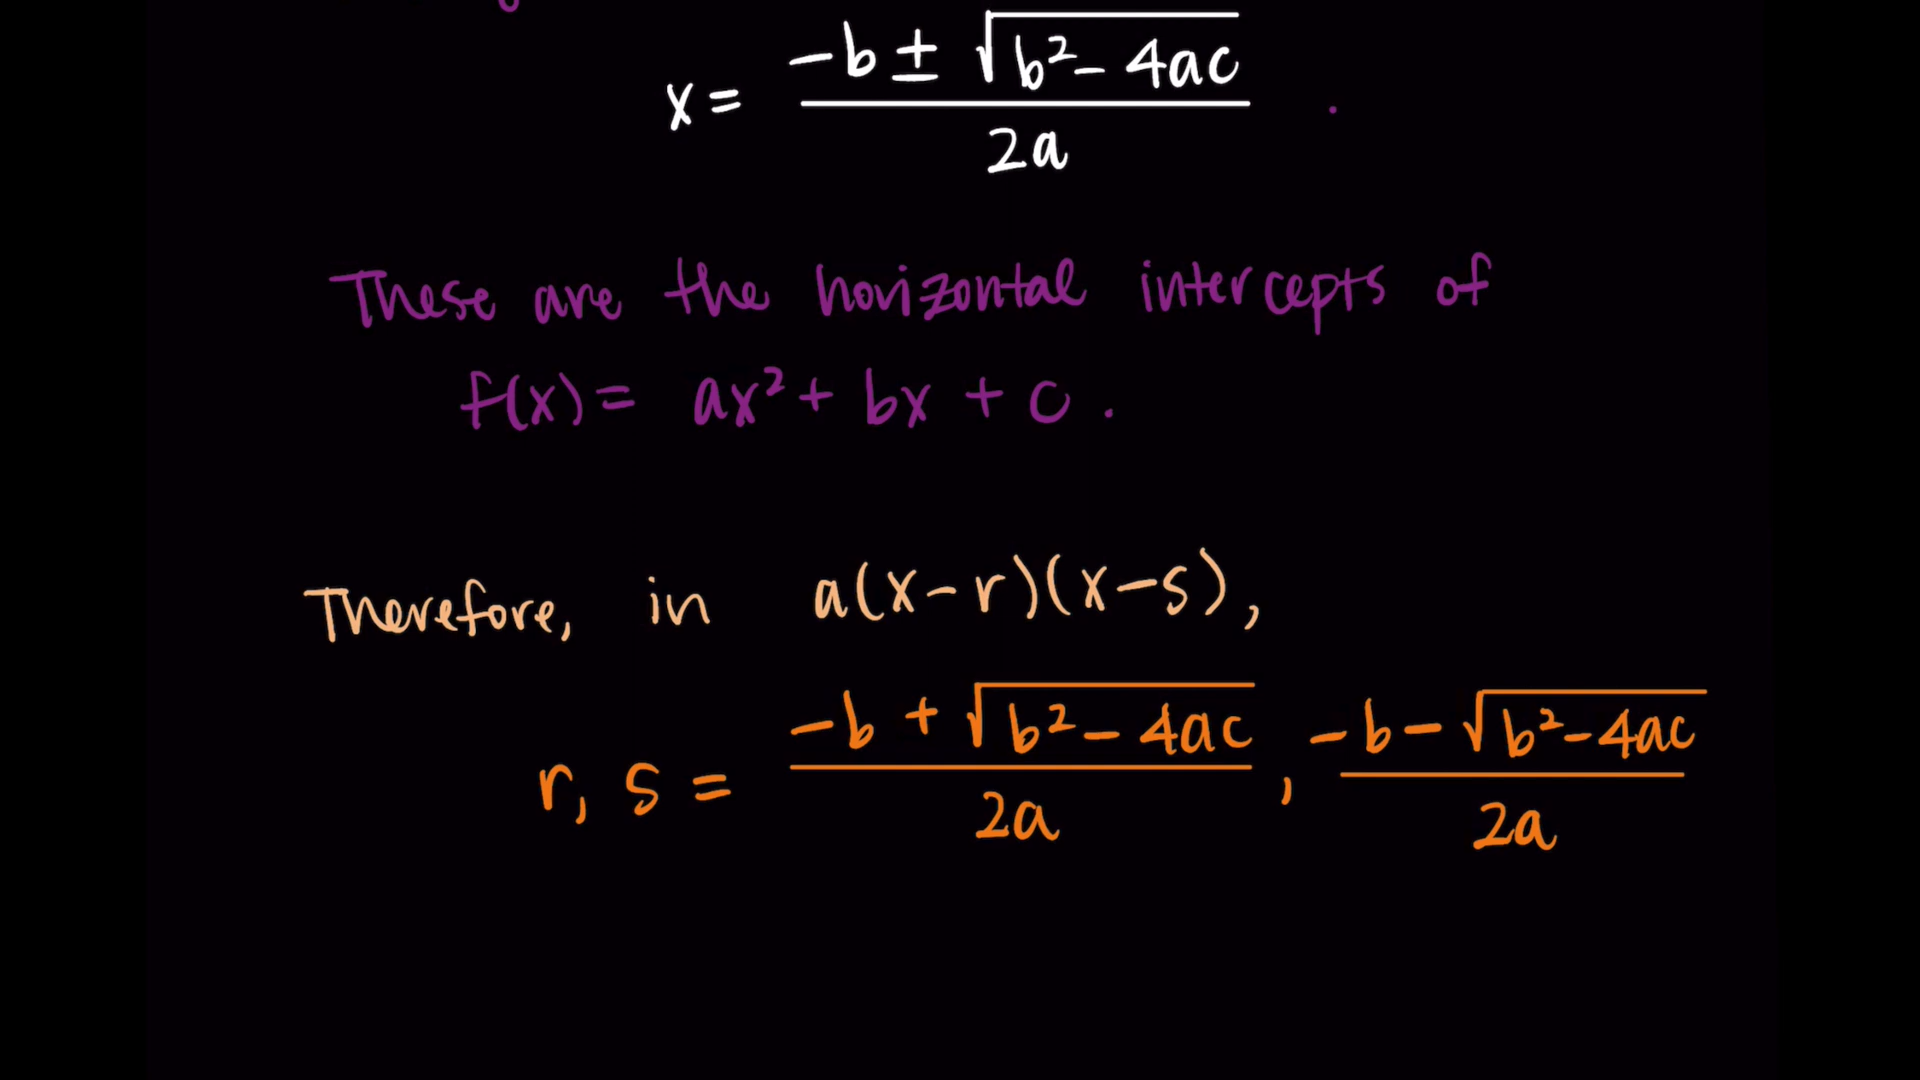 x = -b ± √b² - 4ac / 2a .
These are the horizontal intercepts of
f(x) = ax² + bx + c .
Therefore, in a(x-r)(x-s),
r, s = -b + √b² - 4ac / 2a , -b - √b² - 4ac / 2a